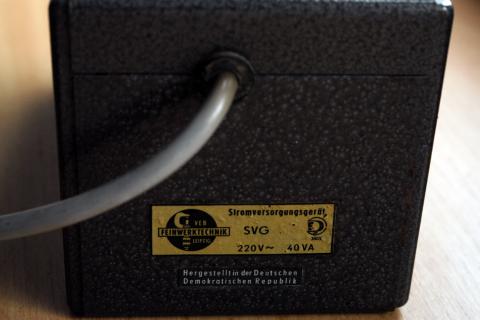 VEB
FEINWERKTECHNIK
LEIPZIG
Stromversorgungsgerät
SVG
220V~ 40VA
Hergestellt in der Deutschen
Demokratischen Republik